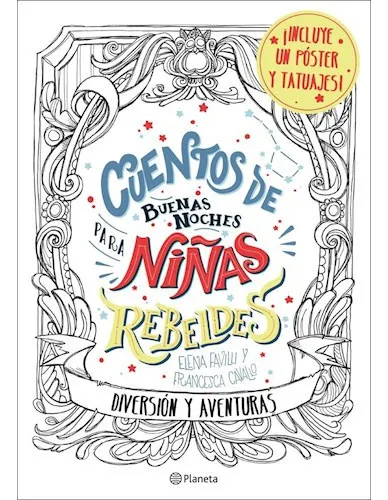 ¡INCLUYE
UN PÓSTER
Y TATUAJES!
CUENTOS DE
BUENAS
NOCHES
PARA
NIÑAS
REBELDES
ELENA FAVILLI Y
FRANCESCA CAVALLO
DIVERSIÓN Y AVENTURAS
Planeta